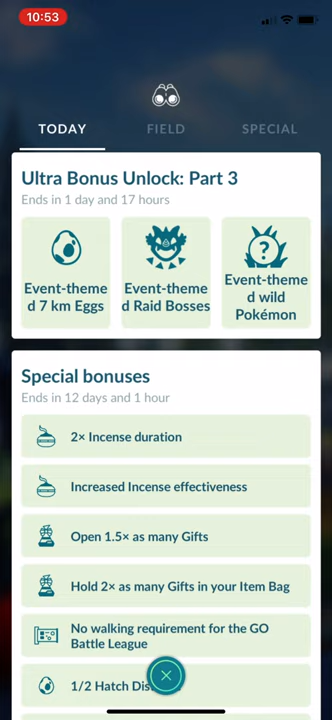 10:53
TODAY
FIELD
SPECIAL
Ultra Bonus Unlock: Part 3
Ends in 1 day and 17 hours
Event-theme
d 7 km Eggs
Event-theme
d Raid Bosses
?
Event-theme
d wild
Pokémon
Special bonuses
Ends in 12 days and 1 hour
2× Incense duration
Increased Incense effectiveness
Open 1.5× as many Gifts
Hold 2× as many Gifts in your Item Bag
No walking requirement for the GO
Battle League
1/2 Hatch